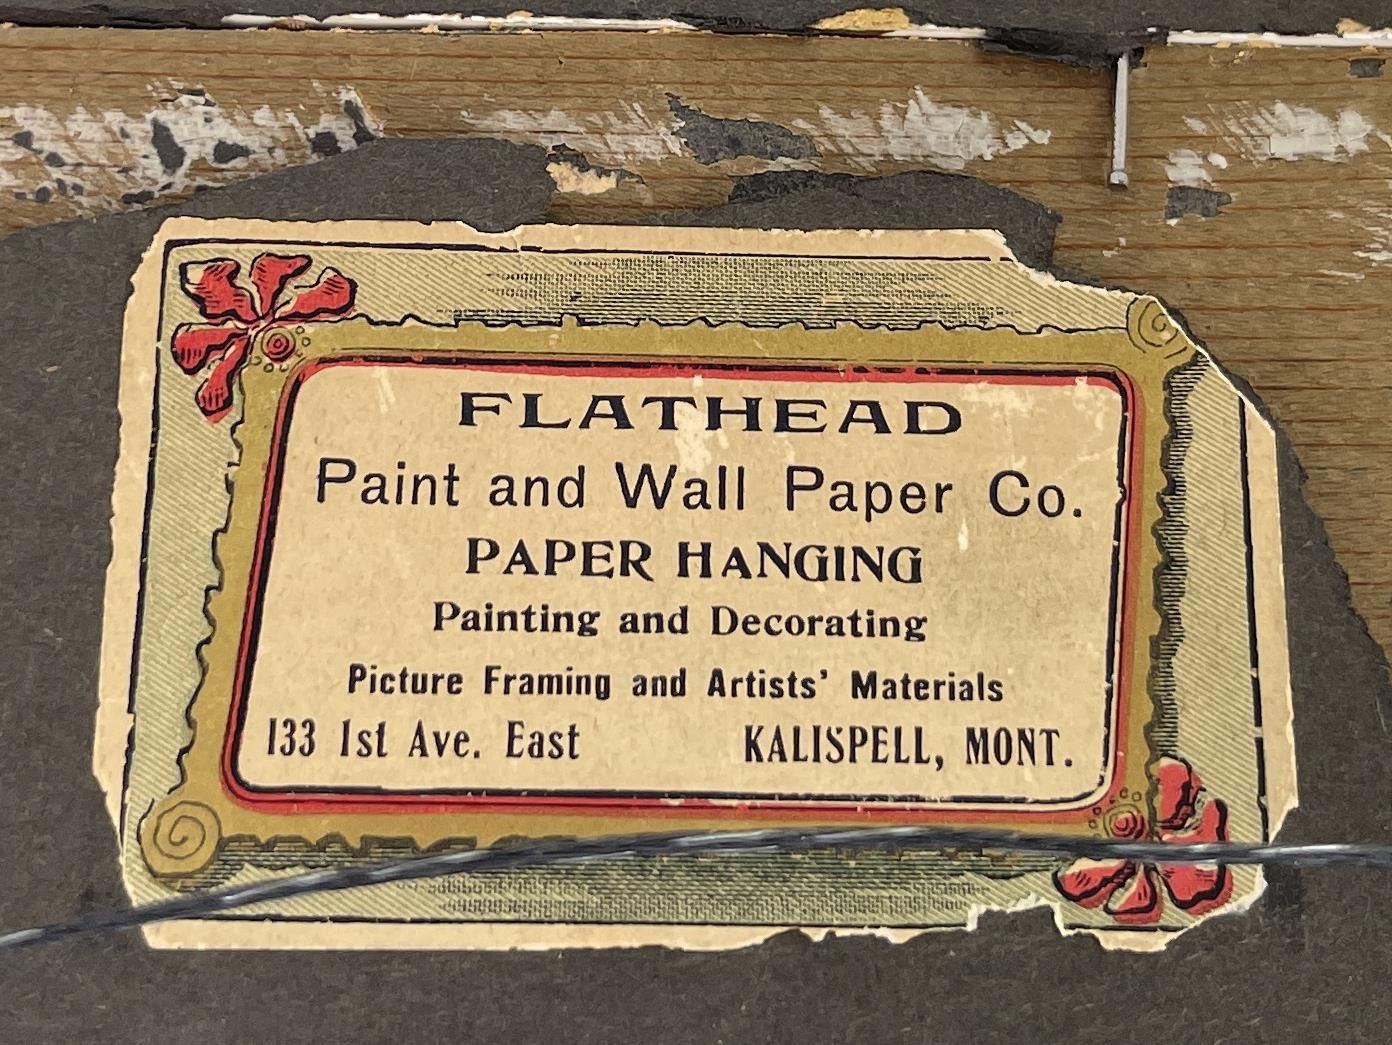 FLATHEAD
Paint and Wall Paper Co.
PAPER HANGING
Painting and Decorating
Picture Framing and Artists' Materials
133 1st Ave. East KALISPELL, MONT.